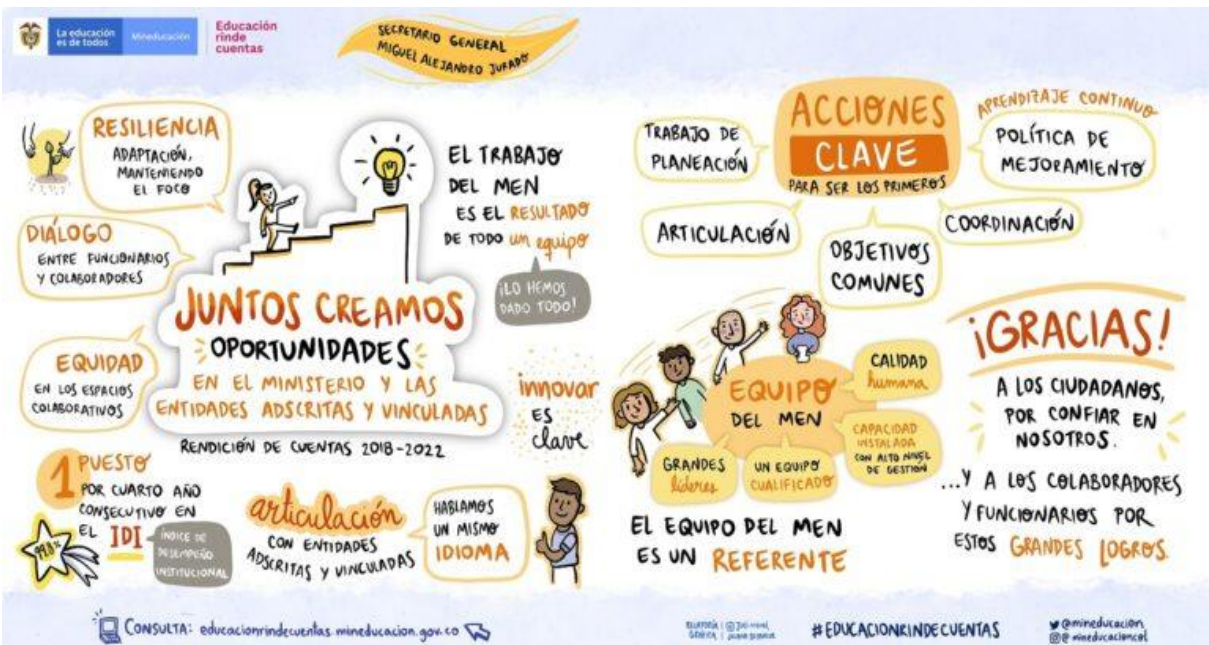 La educación
es de todos
Mineducación
Educación
rinde
cuentas
SECRETARIO GENERAL
MIGUEL ALEJANDRO JURADO
RESILIENCIA
ADAPTACIÓN,
MANTENIENDO
EL FOCO
DIÁLOGO
ENTRE FUNCIONARIOS
Y COLABORADORES
EQUIDAD
EN LOS ESPACIOS
COLABORATIVOS
EL TRABAJO
DEL MEN
ES EL RESULTADO
DE TODO un equipo
¡LO HEMOS
DADO TODO!
JUNTOS CREAMOS
OPORTUNIDADES
EN EL MINISTERIO Y LAS
ENTIDADES ADSCRITAS Y VINCULADAS
RENDICIÓN DE CUENTAS 2018-2022
innovar
ES
clave
1 PUESTO
POR CUARTO AÑO
CONSECUTIVO EN
EL IDI
ÍNDICE DE
DESEMPEÑO
INSTITUCIONAL
99.8%
articulación
CON ENTIDADES
ADSCRITAS Y VINCULADAS
HABLAMOS
UN MISMO
IDIOMA
ACCIONES
CLAVE
PARA SER LOS PRIMEROS
TRABAJO DE
PLANEACIÓN
ARTICULACIÓN
OBJETIVOS
COMUNES
COORDINACIÓN
APRENDIZAJE CONTINUO
POLÍTICA DE
MEJORAMIENTO
EQUIPO
DEL MEN
CALIDAD
humana
CAPACIDAD
INSTALADA
CON ALTO NIVEL
DE GESTIÓN
GRANDES
líderes
UN EQUIPO
CUALIFICADO
EL EQUIPO DEL MEN
ES UN REFERENTE
¡GRACIAS!
A LOS CIUDADANOS,
POR CONFIAR EN
NOSOTROS.
...Y A LOS COLABORADORES
Y FUNCIONARIOS POR
ESTOS GRANDES LOGROS.
CONSULTA: educacionrindecuentas.mineducacion.gov.co
RELATORÍA
GRÁFICA
#EDUCACIONRINDECUENTAS
@mineducacion
@mineducacioncol